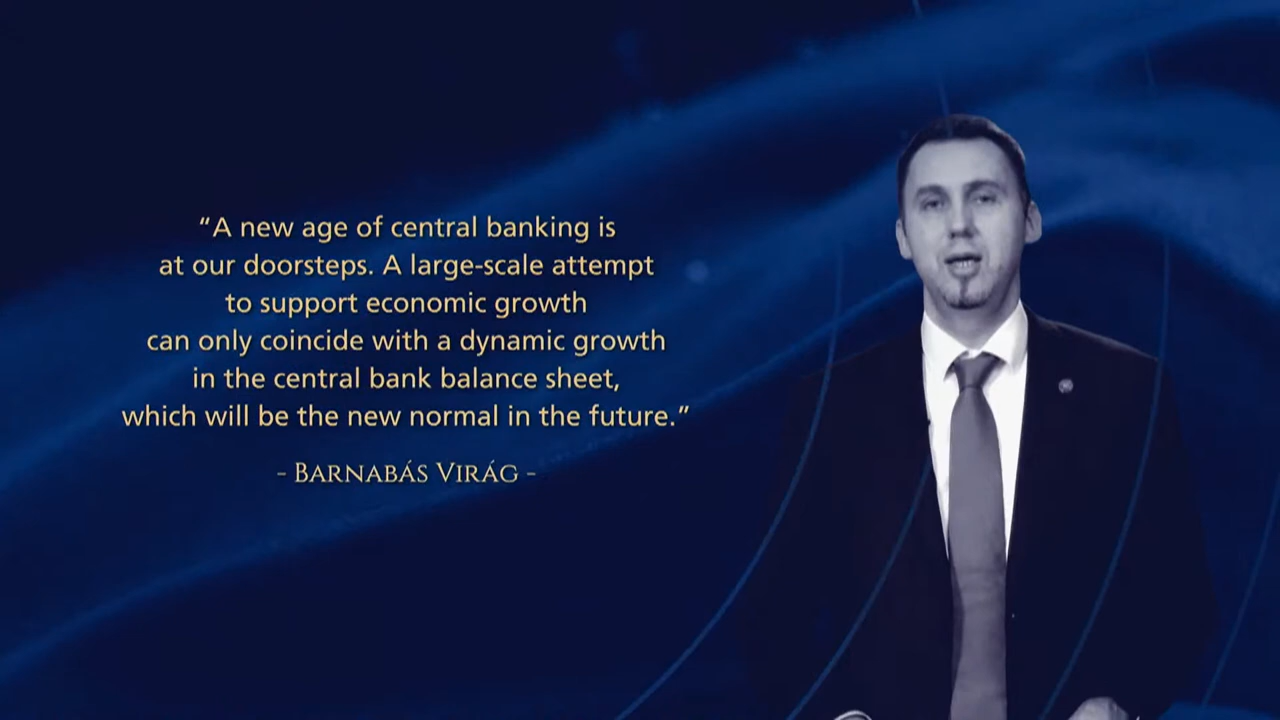 “A new age of central banking is
at our doorsteps. A large-scale attempt
to support economic growth
can only coincide with a dynamic growth
in the central bank balance sheet,
which will be the new normal in the future.”
- Barnabás Virág -